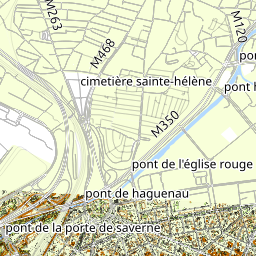 M263
M468
M120
cimetière sainte-hélène
pont h
M350
pont de l'église rouge
pont de haguenau
pont de la porte de saverne